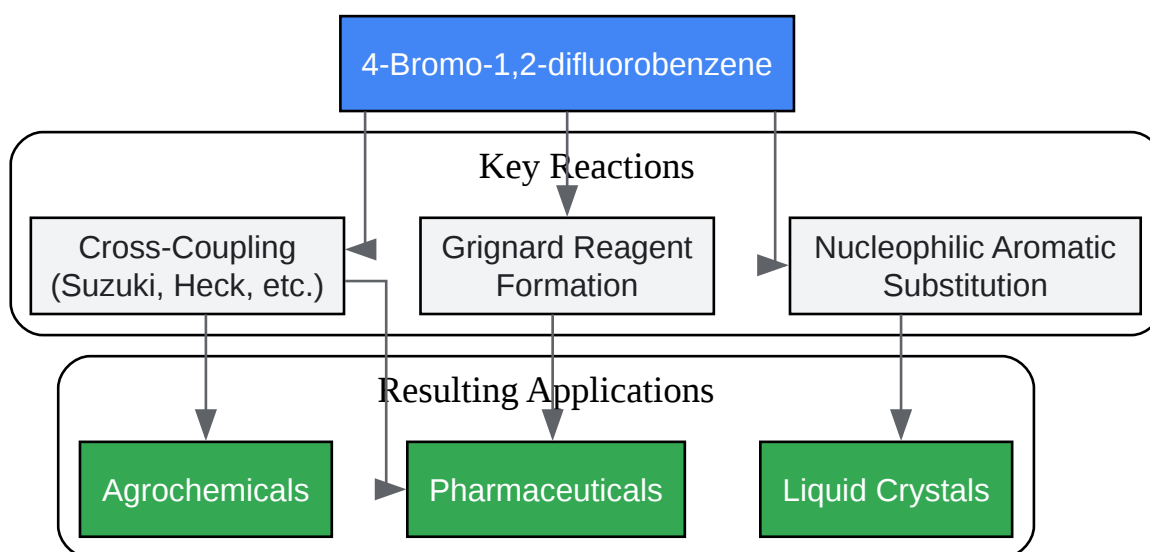 4-Bromo-1,2-difluorobenzene
Key Reactions
Cross-Coupling
(Suzuki, Heck, etc.)
Grignard Reagent
Formation
Nucleophilic Aromatic
Substitution
Resulting Applications
Agrochemicals
Pharmaceuticals
Liquid Crystals